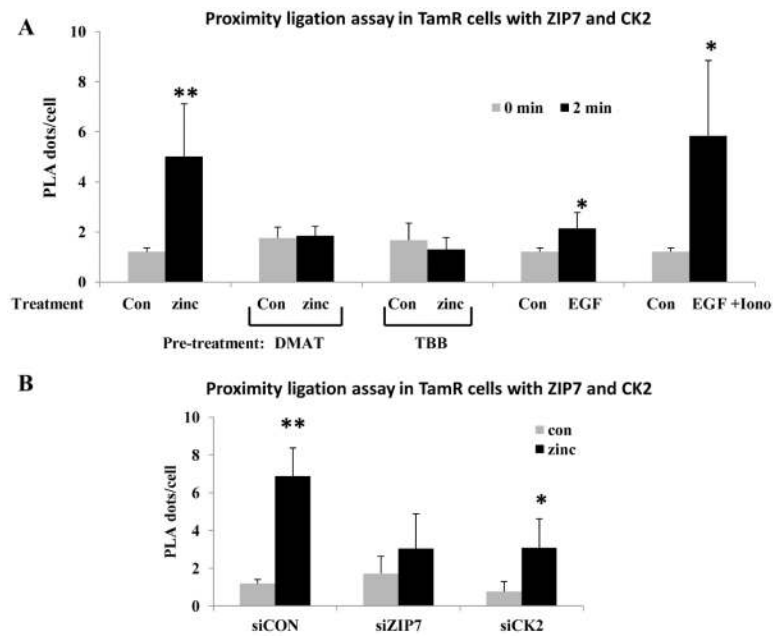 A
Proximity ligation assay in TamR cells with ZIP7 and CK2
10
8
6
4
2
0
PLA dots/cell
**
*
*
0 min
2 min
Treatment Con zinc Con zinc Con zinc Con EGF Con EGF +Iono
Pre-treatment: DMAT TBB
B
Proximity ligation assay in TamR cells with ZIP7 and CK2
10
8
6
4
2
0
PLA dots/cell
**
*
con
zinc
siCON siZIP7 siCK2